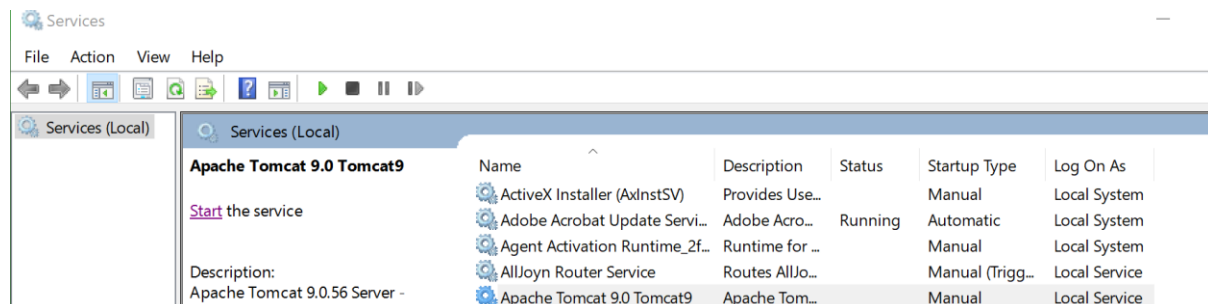 Services
File Action View Help
Services (Local)
Services (Local)
Apache Tomcat 9.0 Tomcat9
Start the service
Description:
Apache Tomcat 9.0.56 Server -
Name Description Status Startup Type Log On As
ActiveX Installer (AxInstSV) Provides Use... Manual Local System
Adobe Acrobat Update Servi... Adobe Acro... Running Automatic Local System
Agent Activation Runtime_2f... Runtime for ... Manual Local System
AllJoyn Router Service Routes AllJo... Manual (Trigg... Local Service
Apache Tomcat 9.0 Tomcat9 Apache Tom... Manual Local Service